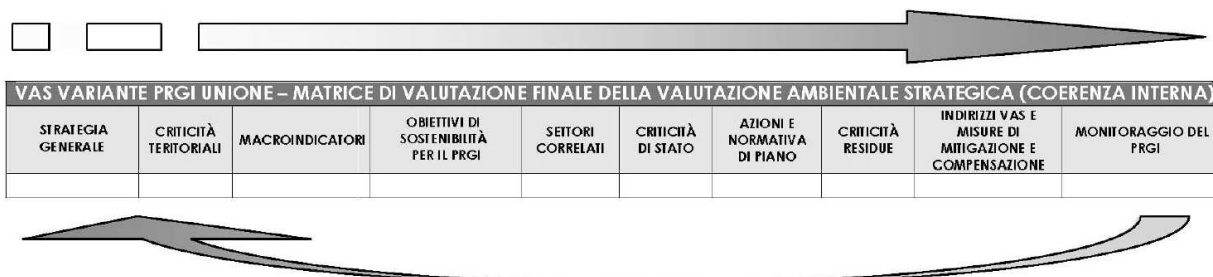 VAS VARIANTE PRGI UNIONE – MATRICE DI VALUTAZIONE FINALE DELLA VALUTAZIONE AMBIENTALE STRATEGICA (COERENZA INTERNA)
STRATEGIA
GENERALE
CRITICITÀ
TERITORIALI
MACROINDICATORI
OBIETTIVI DI
SOSTENIBILITÀ
PER IL PRGI
SETTORI
CORRELATI
CRITICITÀ
DI STATO
AZIONI E
NORMATIVA
DI PIANO
CRITICITÀ
RESIDUE
INDIRIZZI VAS E
MISURE DI
MITIGAZIONE E
COMPENSAZIONE
MONITORAGGIO DEL
PRGI